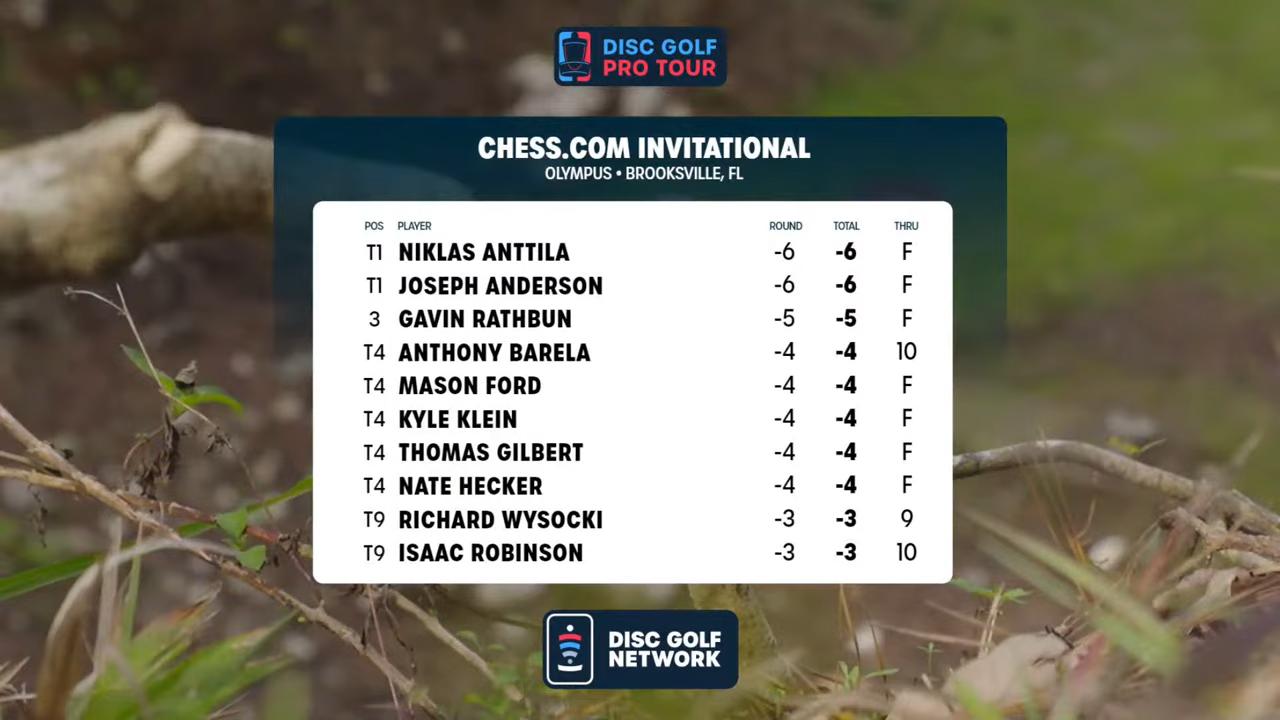 DISC GOLF
PRO TOUR
CHESS.COM INVITATIONAL
OLYMPUS • BROOKSVILLE, FL
POS PLAYER ROUND TOTAL THRU
T1 NIKLAS ANTTILA -6 -6 F
T1 JOSEPH ANDERSON -6 -6 F
3 GAVIN RATHBUN -5 -5 F
T4 ANTHONY BARELA -4 -4 10
T4 MASON FORD -4 -4 F
T4 KYLE KLEIN -4 -4 F
T4 THOMAS GILBERT -4 -4 F
T4 NATE HECKER -4 -4 F
T9 RICHARD WYSOCKI -3 -3 9
T9 ISAAC ROBINSON -3 -3 10
DISC GOLF
NETWORK